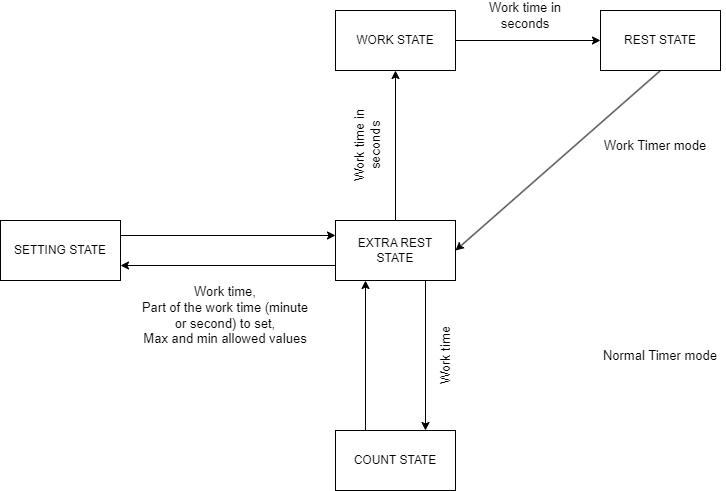 Work time in
seconds
WORK STATE
REST STATE
Work time in
seconds
Work Timer mode
SETTING STATE
EXTRA REST
STATE
Work time,
Part of the work time (minute
or second) to set,
Max and min allowed values
Work time
Normal Timer mode
COUNT STATE